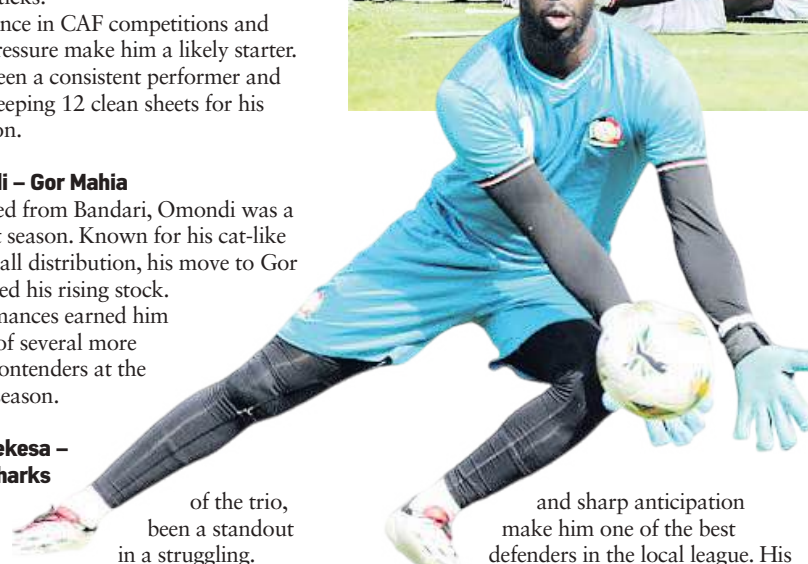 nce in CAF competitions and
ressure make him a likely starter.
een a consistent performer and
eeping 12 clean sheets for his
on.
i – Gor Mahia
ed from Bandari, Omondi was a
t season. Known for his cat-like
all distribution, his move to Gor
ed his rising stock.
mances earned him
of several more
ontenders at the
season.
ekesa –
harks
of the trio,
been a standout
in a struggling.
and sharp anticipation
make him one of the best
defenders in the local league. His